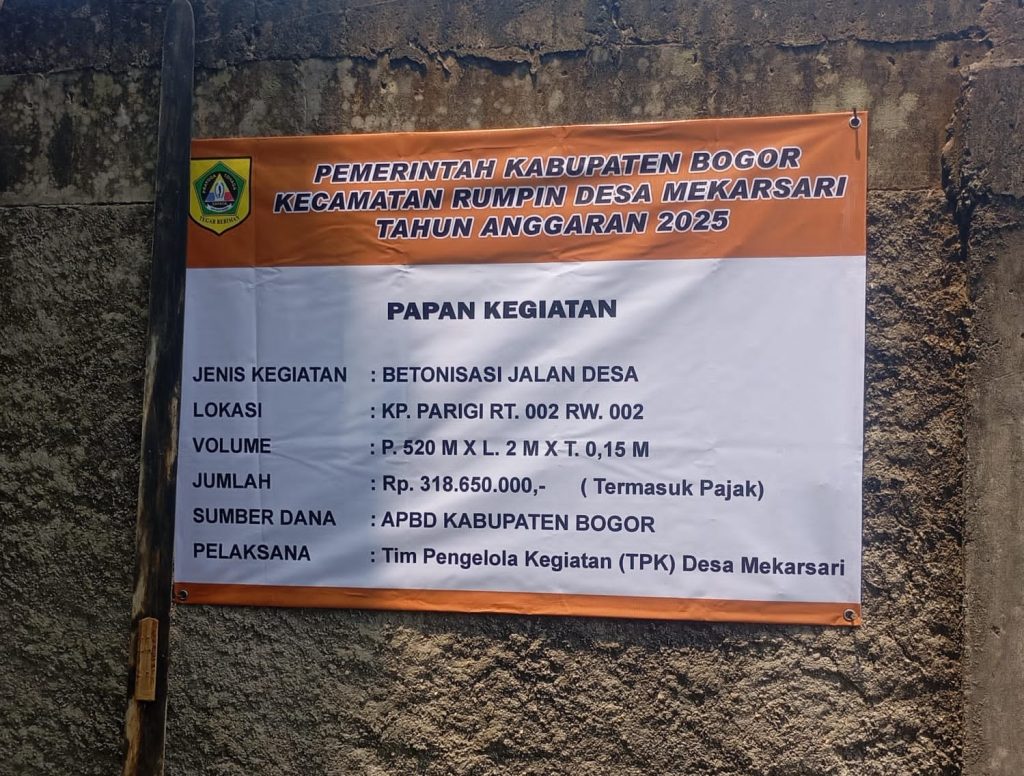 PEMERINTAH KABUPATEN BOGOR
KECAMATAN RUMPIN DESA MEKARSARI
TAHUN ANGGARAN 2025
TEGAR BERIMAN
PAPAN KEGIATAN
JENIS KEGIATAN : BETONISASI JALAN DESA
LOKASI : KP. PARIGI RT. 002 RW. 002
VOLUME : P. 520 M X L. 2 M X T. 0,15 M
JUMLAH : Rp. 318.650.000,- ( Termasuk Pajak)
SUMBER DANA : APBD KABUPATEN BOGOR
PELAKSANA : Tim Pengelola Kegiatan (TPK) Desa Mekarsari